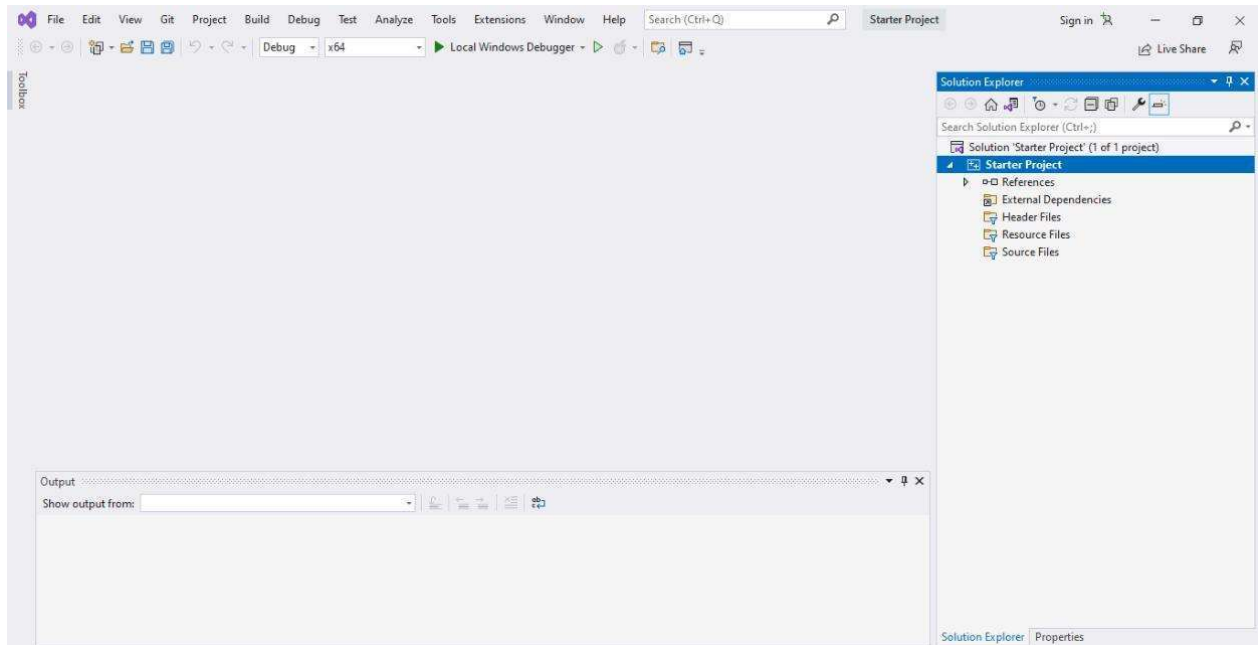 File Edit View Git Project Build Debug Test Analyze Tools Extensions Window Help Search (Ctrl+Q) Starter Project Sign in
Debug x64 Local Windows Debugger Live Share
Toolbox
Solution Explorer
Search Solution Explorer (Ctrl+;)
Solution 'Starter Project' (1 of 1 project)
Starter Project
References
External Dependencies
Header Files
Resource Files
Source Files
Output
Show output from:
Solution Explorer Properties